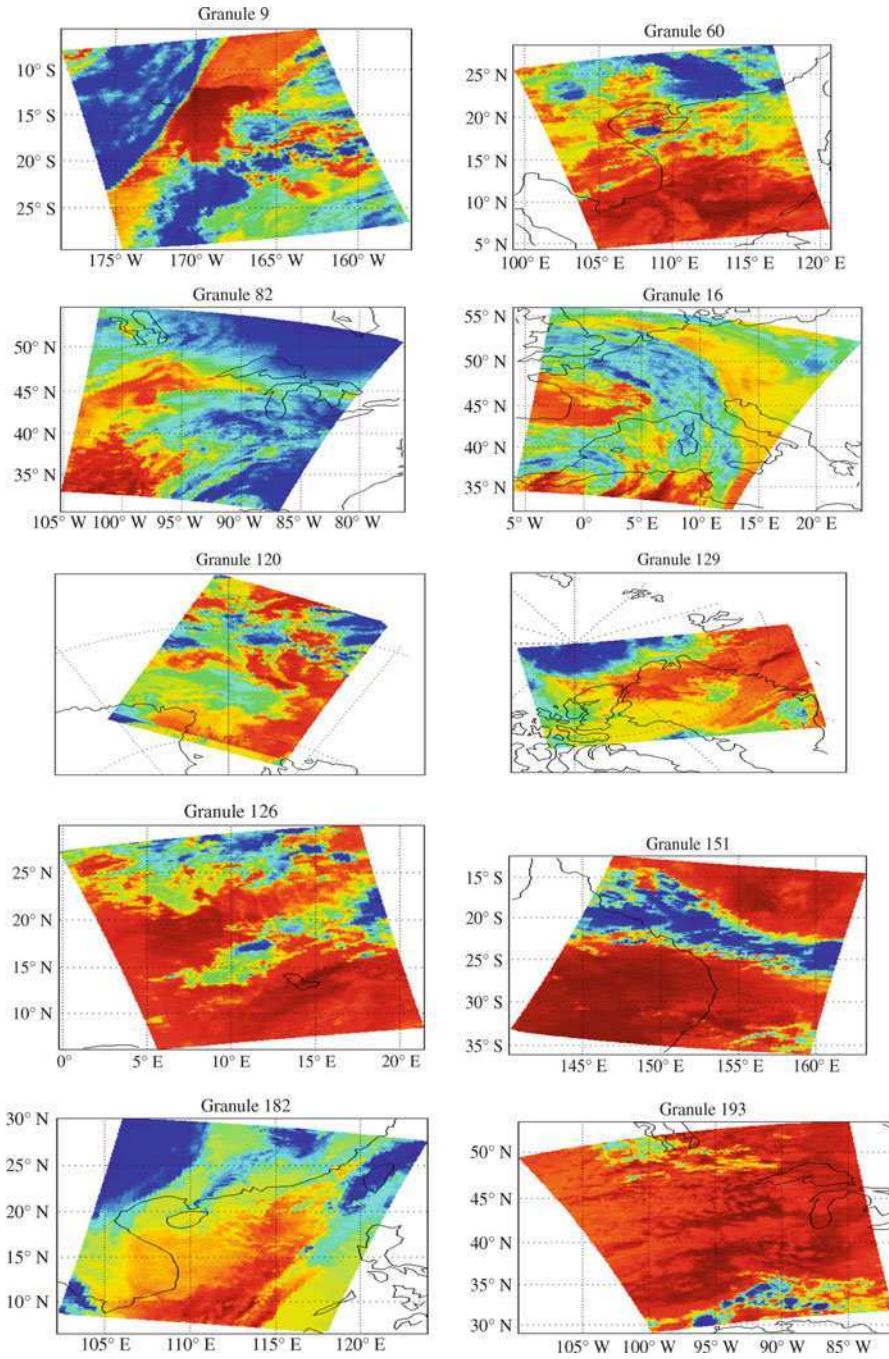 Granule 9
10° S
15° S
20° S
25° S
175° W 170° W 165° W 160° W
Granule 60
25° N
20° N
15° N
10° N
5° N
100° E 105° E 110° E 115° E 120° E
Granule 82
50° N
45° N
40° N
35° N
105° W 100° W 95° W 90° W 85° W 80° W
Granule 16
55° N
50° N
45° N
40° N
35° N
5° W 0° E 5° E 10° E 15° E 20° E
Granule 120
Granule 129
Granule 126
25° N
20° N
15° N
10° N
0° E 5° E 10° E 15° E 20° E
Granule 151
15° S
20° S
25° S
30° S
35° S
145° E 150° E 155° E 160° E
Granule 182
30° N
25° N
20° N
15° N
10° N
105° E 110° E 115° E 120° E
Granule 193
50° N
45° N
40° N
35° N
30° N
105° W 100° W 95° W 90° W 85° W